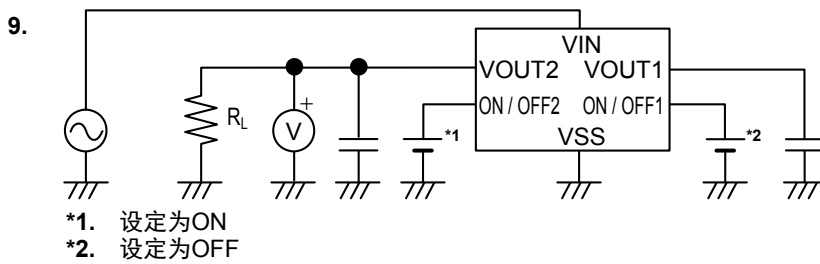 9.
VIN
VOUT2 VOUT1
ON / OFF2 ON / OFF1
VSS
RL
+
V
*1
*2
*1. 设定为ON
*2. 设定为OFF